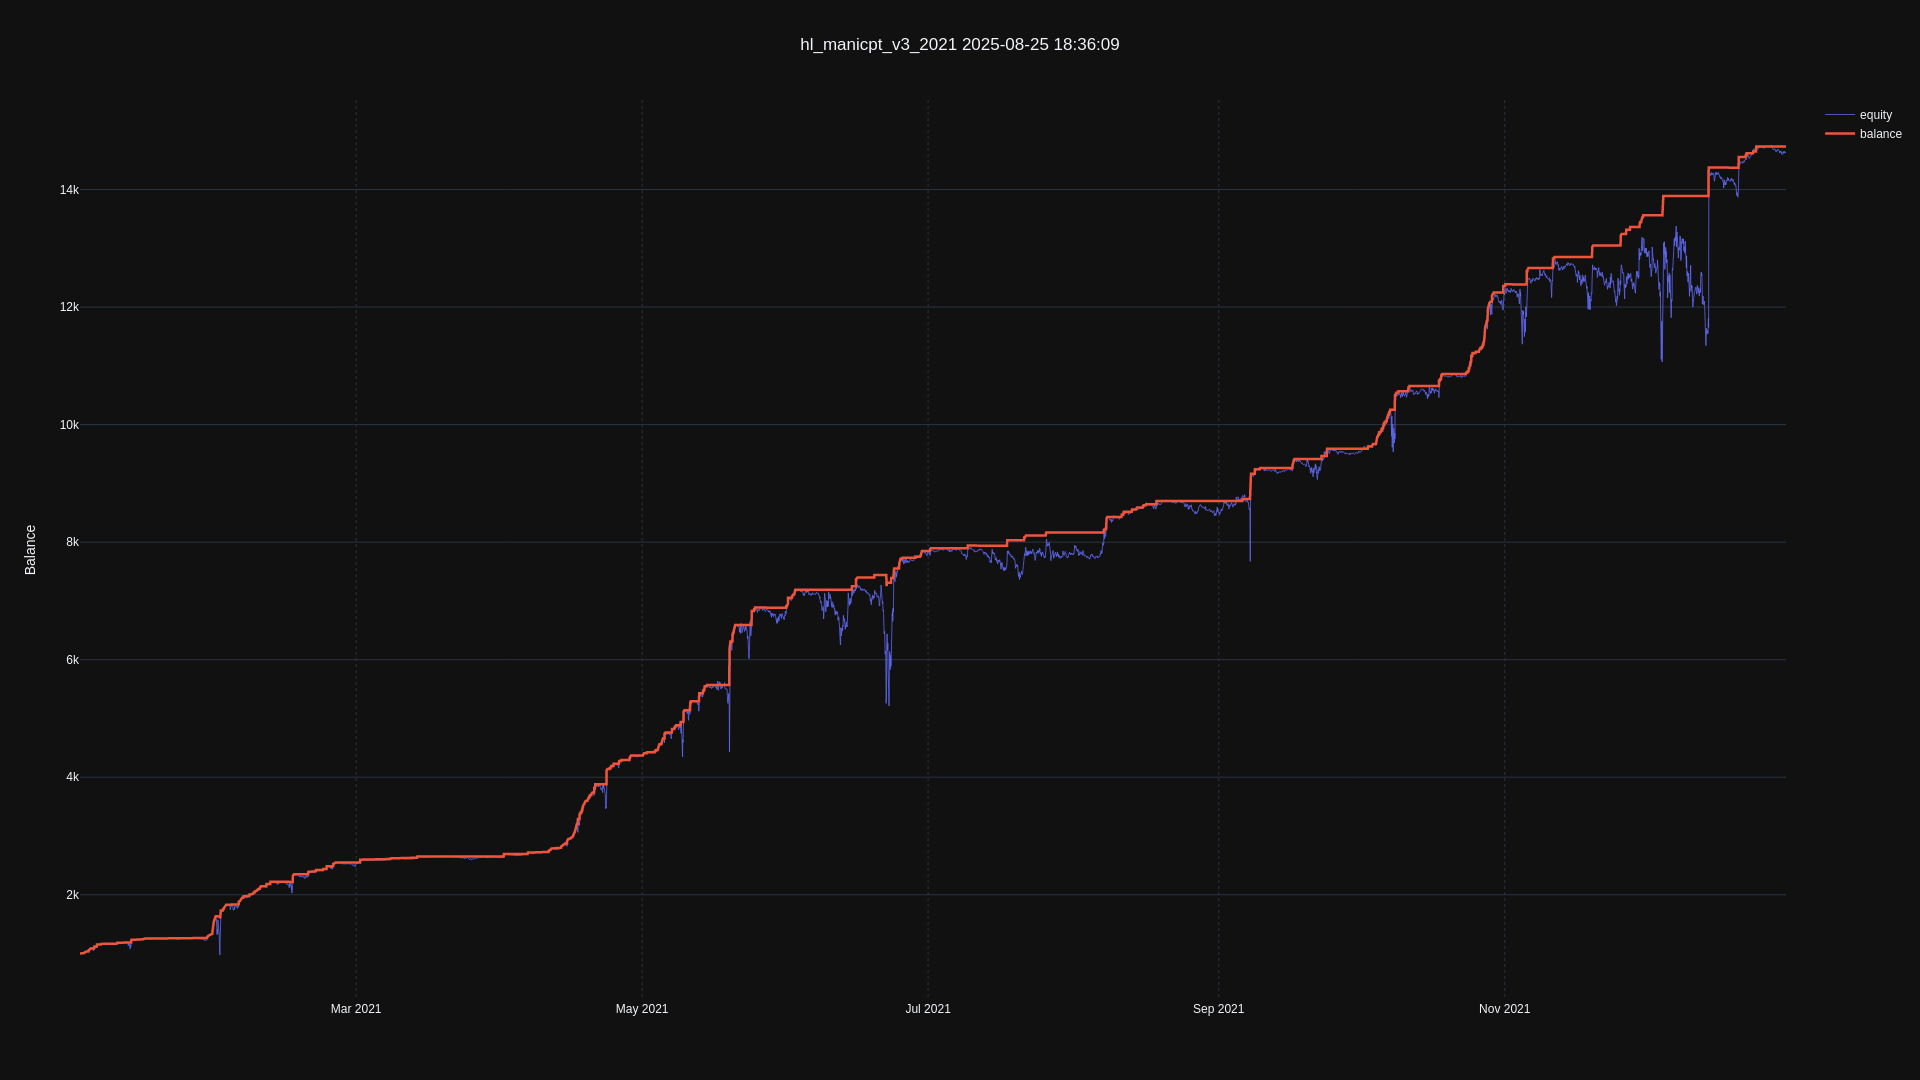 hl_manicpt_v3_2021 2025-08-25 18:36:09
equity
balance
14k
12k
10k
8k
6k
4k
2k
Balance
Mar 2021
May 2021
Jul 2021
Sep 2021
Nov 2021